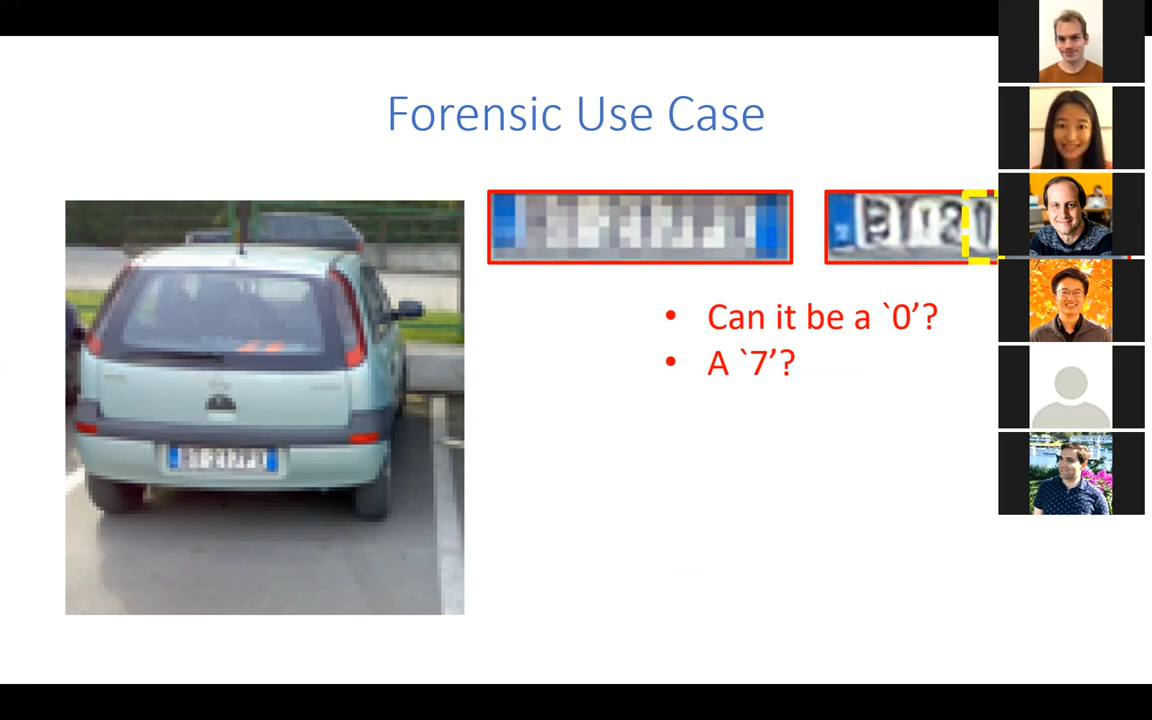 Forensic Use Case
• Can it be a `0’?
• A `7’?